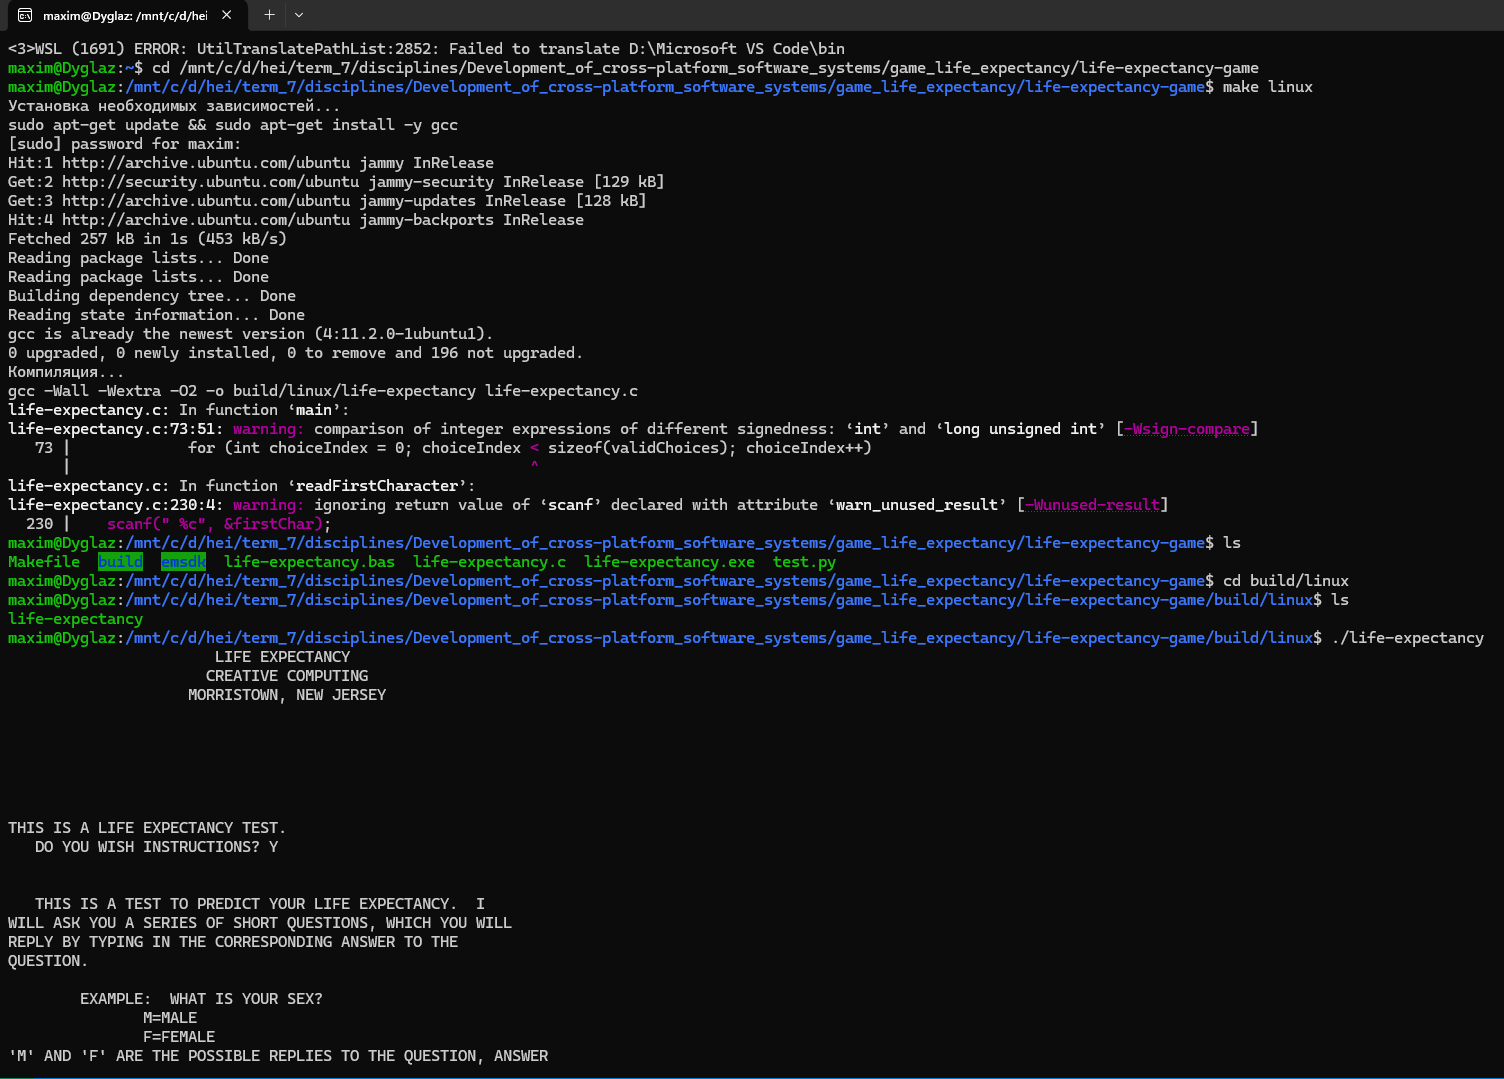 maxim@Dyglaz: /mnt/c/d/hei
<3>WSL (1691) ERROR: UtilTranslatePathList:2852: Failed to translate D:\Microsoft VS Code\bin
maxim@Dyglaz:~$ cd /mnt/c/d/hei/term_7/disciplines/Development_of_cross-platform_software_systems/game_life_expectancy/life-expectancy-game
maxim@Dyglaz:/mnt/c/d/hei/term_7/disciplines/Development_of_cross-platform_software_systems/game_life_expectancy/life-expectancy-game$ make linux
Установка необходимых зависимостей...
sudo apt-get update && sudo apt-get install -y gcc
[sudo] password for maxim:
Hit:1 http://archive.ubuntu.com/ubuntu jammy InRelease
Get:2 http://security.ubuntu.com/ubuntu jammy-security InRelease [129 kB]
Get:3 http://archive.ubuntu.com/ubuntu jammy-updates InRelease [128 kB]
Hit:4 http://archive.ubuntu.com/ubuntu jammy-backports InRelease
Fetched 257 kB in 1s (453 kB/s)
Reading package lists... Done
Reading package lists... Done
Building dependency tree... Done
Reading state information... Done
gcc is already the newest version (4:11.2.0-1ubuntu1).
0 upgraded, 0 newly installed, 0 to remove and 196 not upgraded.
Компиляция...
gcc -Wall -Wextra -O2 -o build/linux/life-expectancy life-expectancy.c
life-expectancy.c: In function ‘main’:
life-expectancy.c:73:51: warning: comparison of integer expressions of different signedness: ‘int’ and ‘long unsigned int’ [-Wsign-compare]
73 | for (int choiceIndex = 0; choiceIndex < sizeof(validChoices); choiceIndex++)
| ^
life-expectancy.c: In function ‘readFirstCharacter’:
life-expectancy.c:230:4: warning: ignoring return value of ‘scanf’ declared with attribute ‘warn_unused_result’ [-Wunused-result]
230 | scanf(" %c", &firstChar);
maxim@Dyglaz:/mnt/c/d/hei/term_7/disciplines/Development_of_cross-platform_software_systems/game_life_expectancy/life-expectancy-game$ ls
Makefile build emsdk life-expectancy.bas life-expectancy.c life-expectancy.exe test.py
maxim@Dyglaz:/mnt/c/d/hei/term_7/disciplines/Development_of_cross-platform_software_systems/game_life_expectancy/life-expectancy-game$ cd build/linux
maxim@Dyglaz:/mnt/c/d/hei/term_7/disciplines/Development_of_cross-platform_software_systems/game_life_expectancy/life-expectancy-game/build/linux$ ls
life-expectancy
maxim@Dyglaz:/mnt/c/d/hei/term_7/disciplines/Development_of_cross-platform_software_systems/game_life_expectancy/life-expectancy-game/build/linux$ ./life-expectancy
LIFE EXPECTANCY
CREATIVE COMPUTING
MORRISTOWN, NEW JERSEY
THIS IS A LIFE EXPECTANCY TEST.
DO YOU WISH INSTRUCTIONS? Y
THIS IS A TEST TO PREDICT YOUR LIFE EXPECTANCY. I
WILL ASK YOU A SERIES OF SHORT QUESTIONS, WHICH YOU WILL
REPLY BY TYPING IN THE CORRESPONDING ANSWER TO THE
QUESTION.
EXAMPLE: WHAT IS YOUR SEX?
M=MALE
F=FEMALE
'M' AND 'F' ARE THE POSSIBLE REPLIES TO THE QUESTION, ANSWER